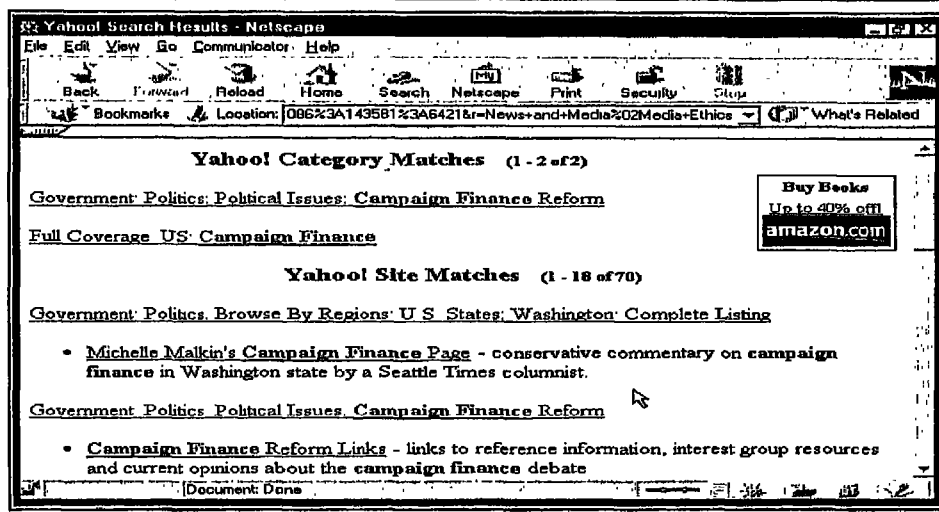 Yahoo! Search Results - Netscape
File Edit View Go Communicator Help
Back Forward Reload Home Search Netscape Print Security Stop
Bookmarks Location: 086%3A143581%3A6421&r=News+and+Media%02Media+Ethics What's Related
Yahoo! Category Matches (1 - 2 of 2)
Government: Politics: Political Issues: Campaign Finance Reform
Buy Books
Up to 40% off!
amazon.com
Full Coverage US: Campaign Finance
Yahoo! Site Matches (1 - 18 of 70)
Government: Politics. Browse By Regions: U S States: Washington: Complete Listing
• Michelle Malkin's Campaign Finance Page - conservative commentary on campaign
finance in Washington state by a Seattle Times columnist.
Government Politics Political Issues. Campaign Finance Reform
• Campaign Finance Reform Links - links to reference information, interest group resources
and current opinions about the campaign finance debate
Document: Done